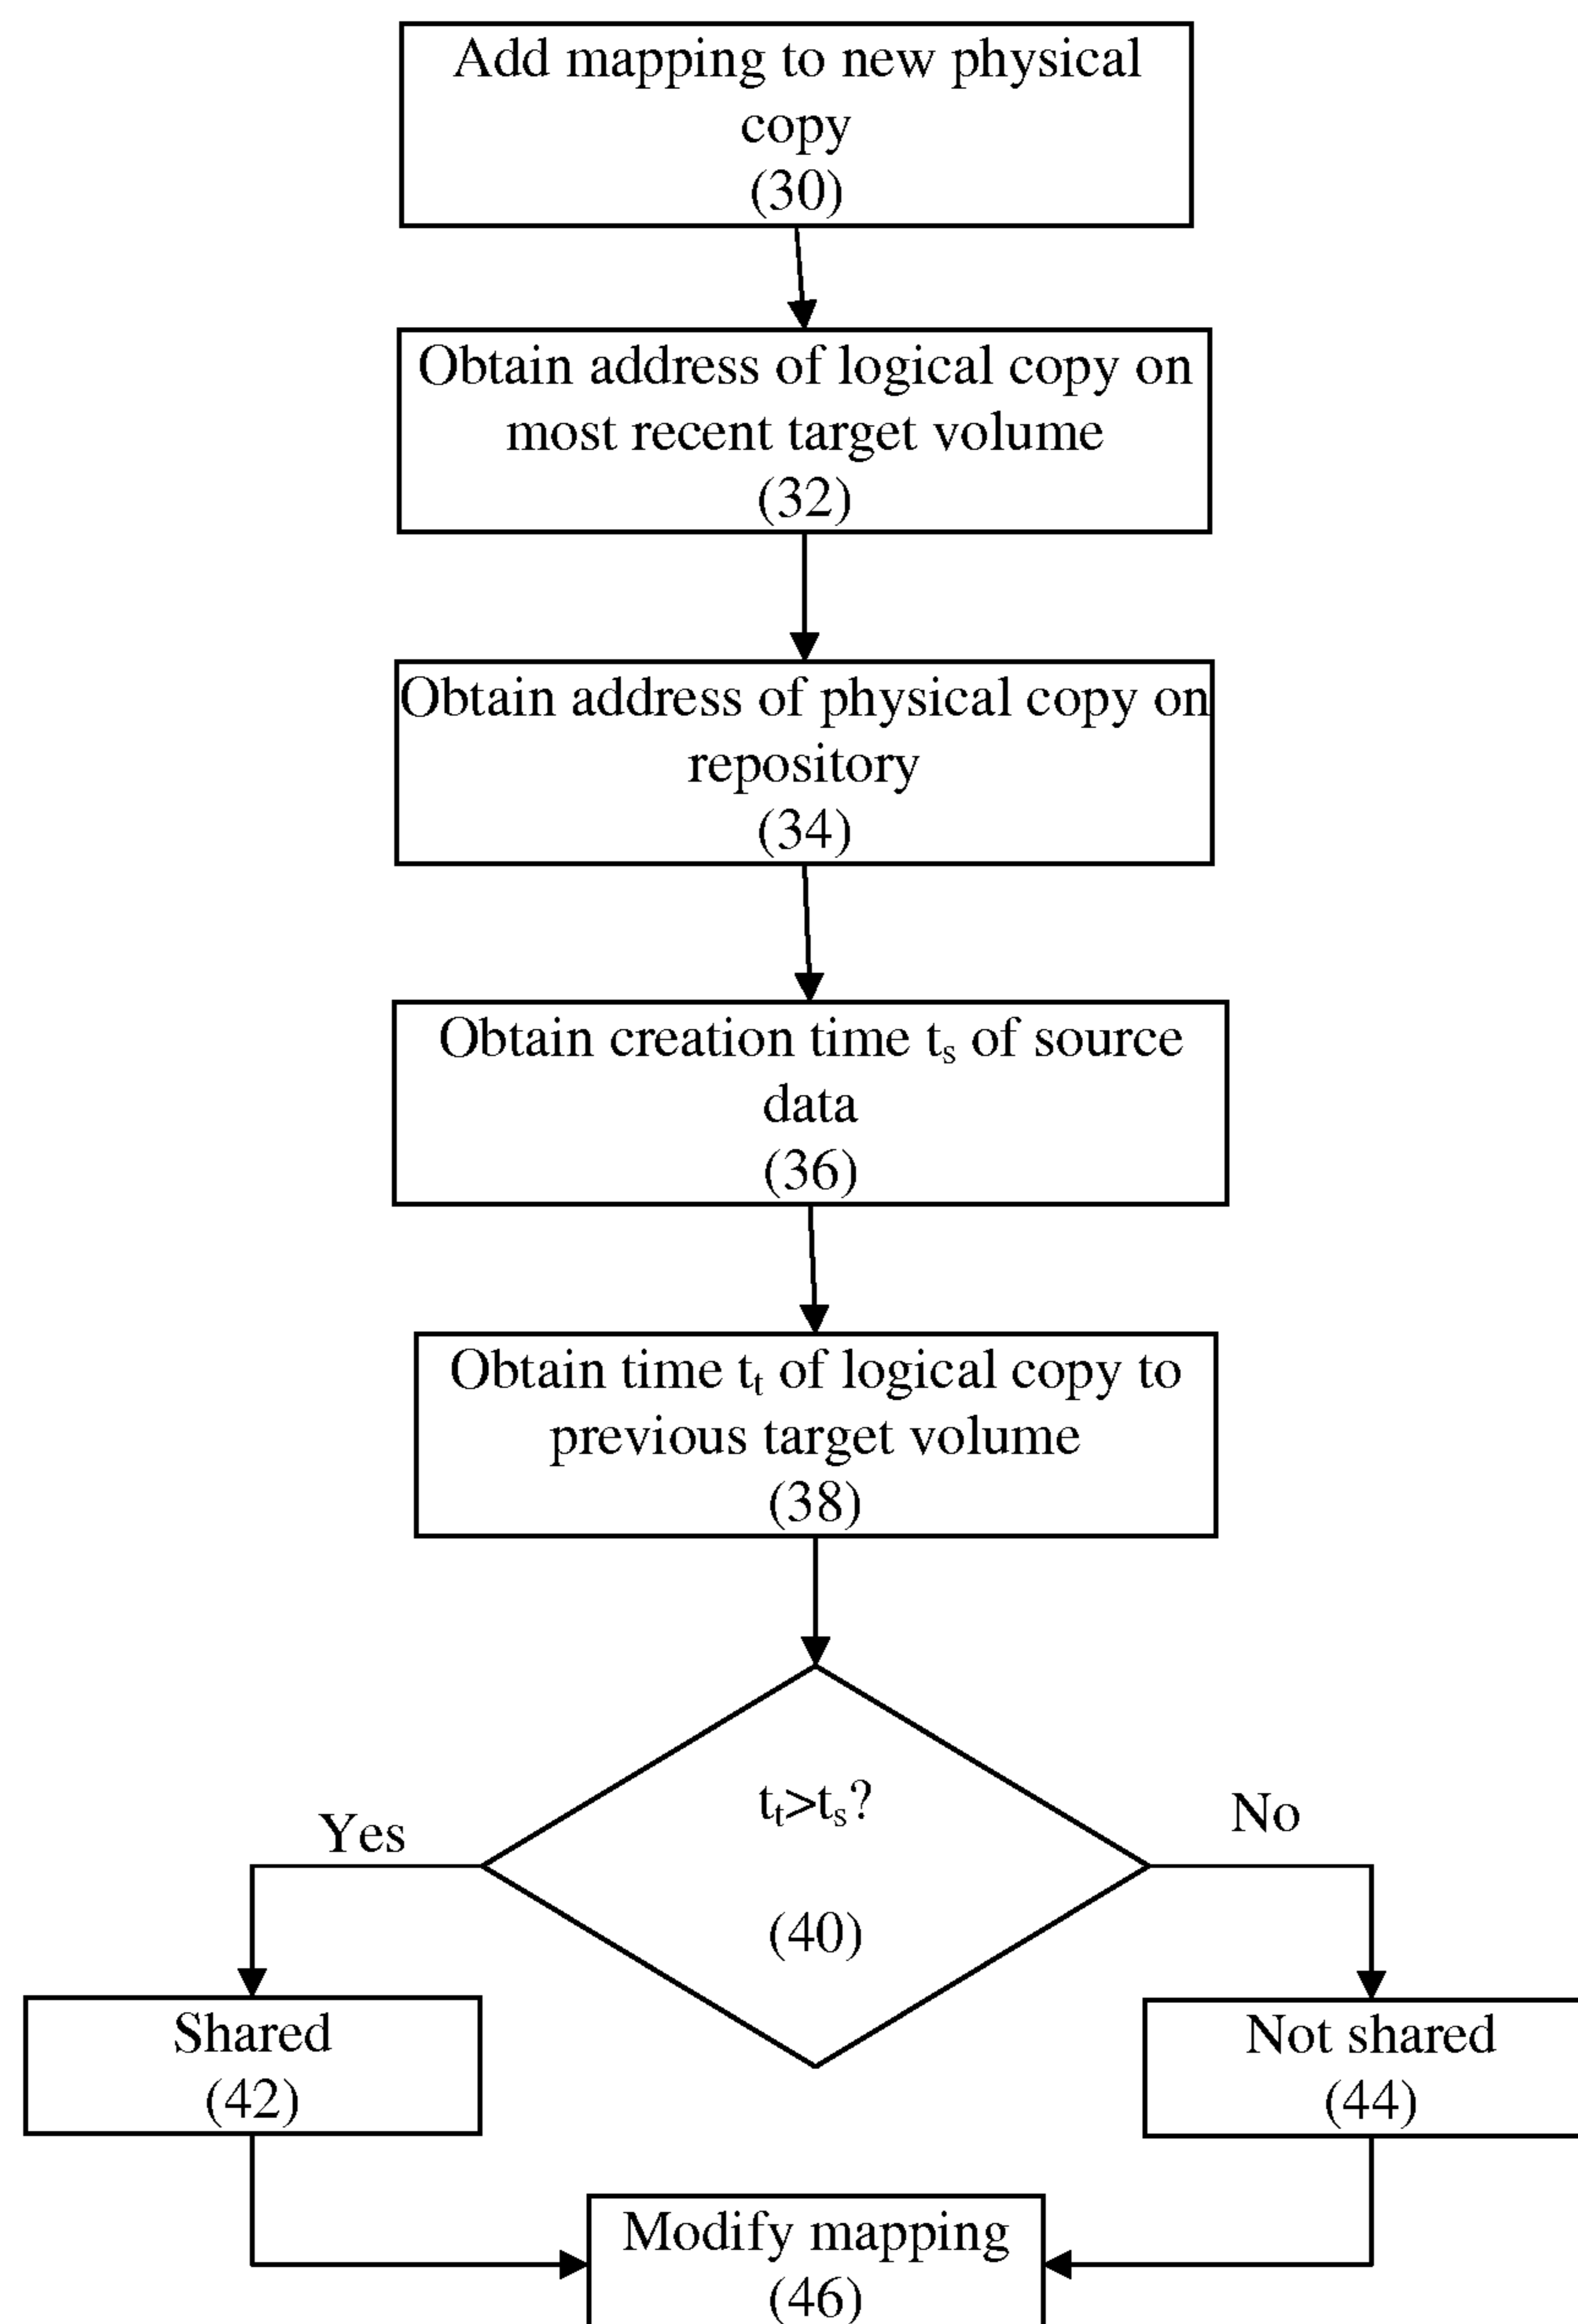 Add mapping to new physical
copy
(30)
Obtain address of logical copy on
most recent target volume
(32)
Obtain address of physical copy on
repository
(34)
Obtain creation time tₛ of source
data
(36)
Obtain time tₜ of logical copy to
previous target volume
(38)
tₜ>tₛ?
(40)
Yes
No
Shared
(42)
Not shared
(44)
Modify mapping
(46)